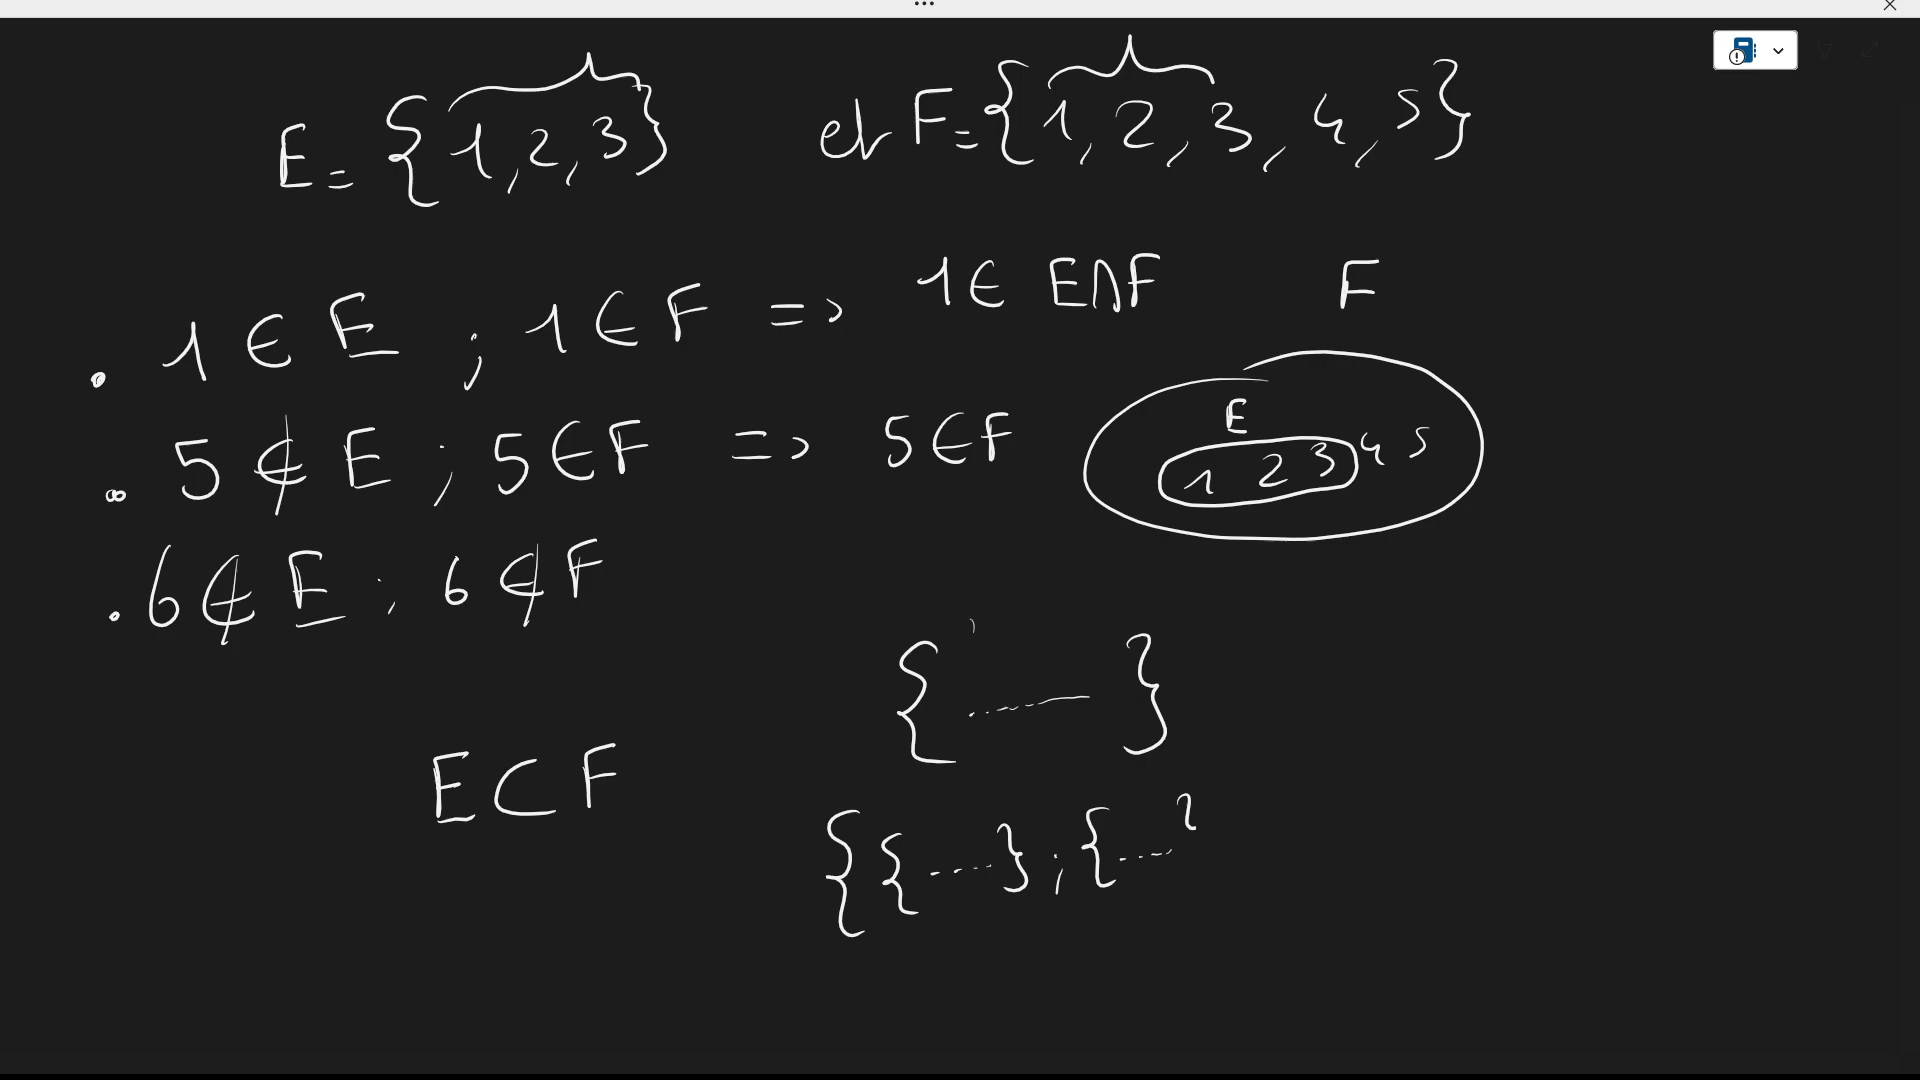 E = {1, 2, 3} et F = {1, 2, 3, 4, 5}
. 1 ∈ E ; 1 ∈ F => 1 ∈ E∩F
F
.. 5 ∉ E ; 5 ∈ F => 5 ∈ F
E
1 2 3 4 5
. 6 ∉ E ; 6 ∉ F
{ ...... }
E ⊂ F
{{ .... } ; { .... }